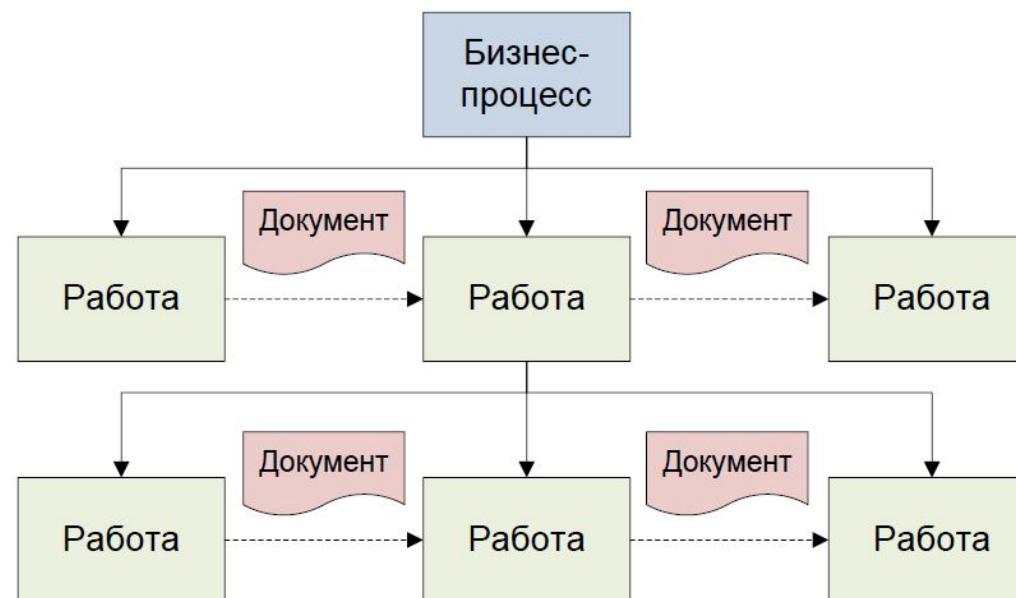 Бизнес-
процесс
Документ
Документ
Работа
Работа
Работа
Документ
Документ
Работа
Работа
Работа